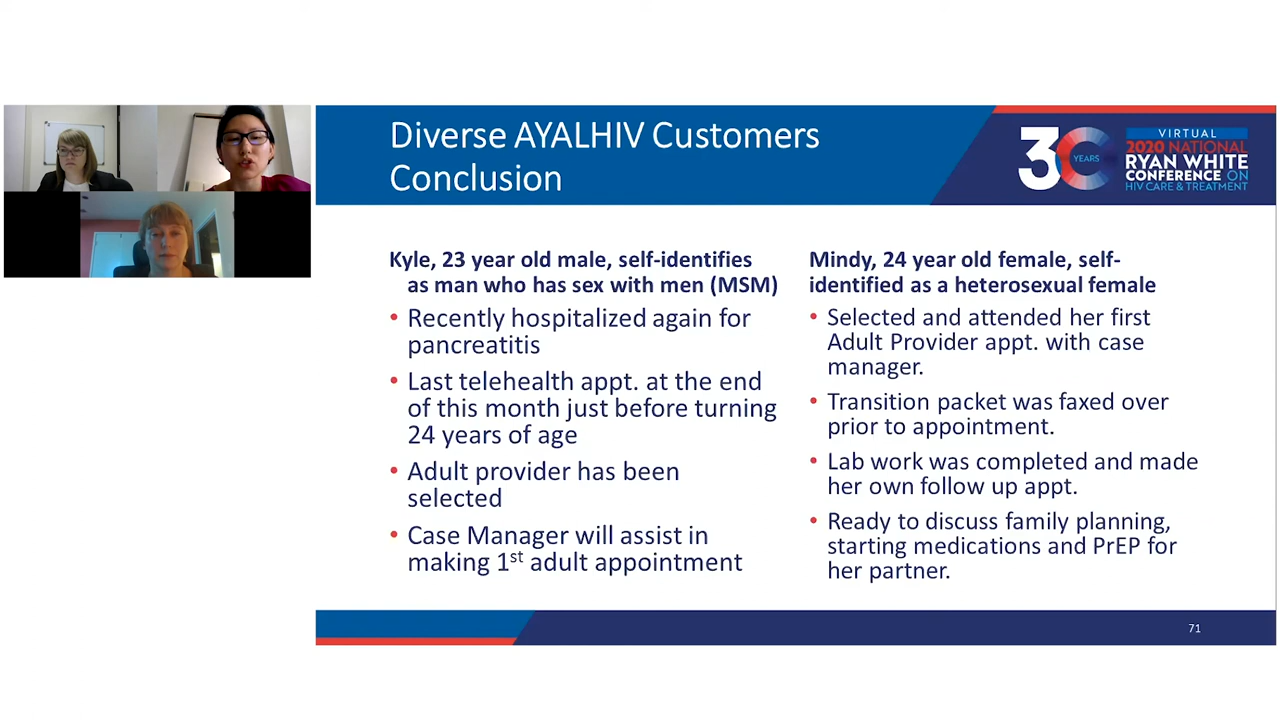 Diverse AYALHIV Customers
Conclusion
30
YEARS
VIRTUAL
2020 NATIONAL
RYAN WHITE
CONFERENCE ON
HIV CARE & TREATMENT
Kyle, 23 year old male, self-identifies
as man who has sex with men (MSM)
• Recently hospitalized again for
pancreatitis
• Last telehealth appt. at the end
of this month just before turning
24 years of age
• Adult provider has been
selected
• Case Manager will assist in
making 1st adult appointment
Mindy, 24 year old female, self-
identified as a heterosexual female
• Selected and attended her first
Adult Provider appt. with case
manager.
• Transition packet was faxed over
prior to appointment.
• Lab work was completed and made
her own follow up appt.
• Ready to discuss family planning,
starting medications and PrEP for
her partner.
71